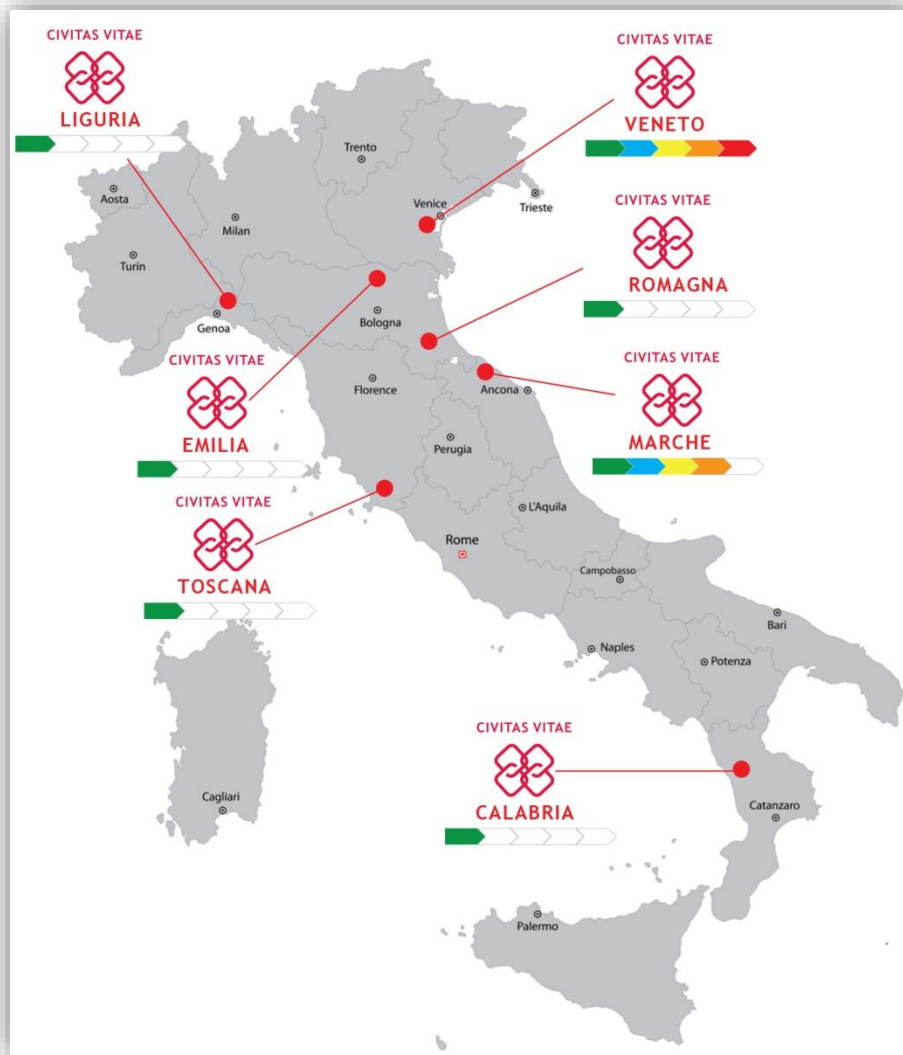 CIVITAS VITAE
LIGURIA
CIVITAS VITAE
VENETO
Trento
Aosta
Milan
Venice
Trieste
CIVITAS VITAE
ROMAGNA
Turin
Genoa
Bologna
CIVITAS VITAE
EMILIA
Florence
Ancona
CIVITAS VITAE
MARCHE
Perugia
CIVITAS VITAE
TOSCANA
L'Aquila
Rome
Campobasso
Bari
Naples
Potenza
CIVITAS VITAE
CALABRIA
Cagliari
Catanzaro
Palermo